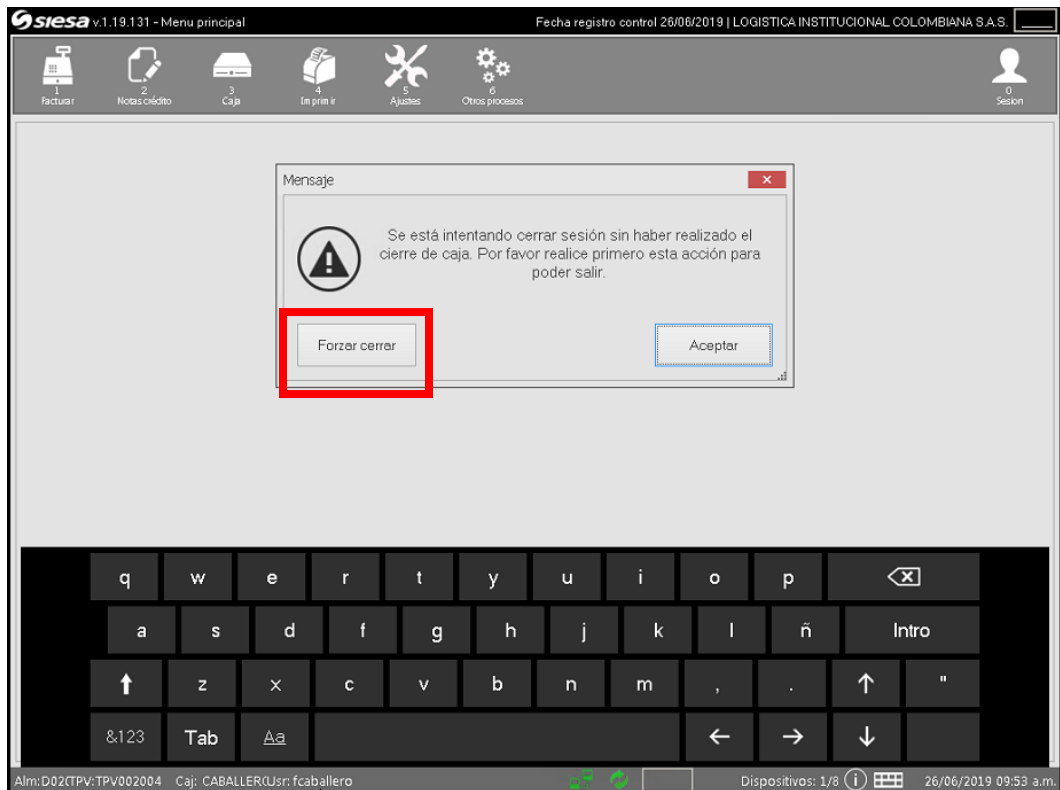 siesa v.1.19.131 - Menu principal
Fecha registro control 26/06/2019 | LOGISTICA INSTITUCIONAL COLOMBIANA S.A.S.
1 2 3 4 5 6 0
Facturar Notas crédito Caja Imprimir Ajustes Otros procesos Sesion
Mensaje
Se está intentando cerrar sesión sin haber realizado el
cierre de caja. Por favor realice primero esta acción para
poder salir.
Forzar cerrar Aceptar
q w e r t y u i o p
a s d f g h j k l ñ Intro
z x c v b n m , . "
&123 Tab Aa
Alm:D02(TPV:TPV002004 Caj: CABALLER(Usr: fcaballero Dispositivos: 1/8 26/06/2019 09:53 a.m.